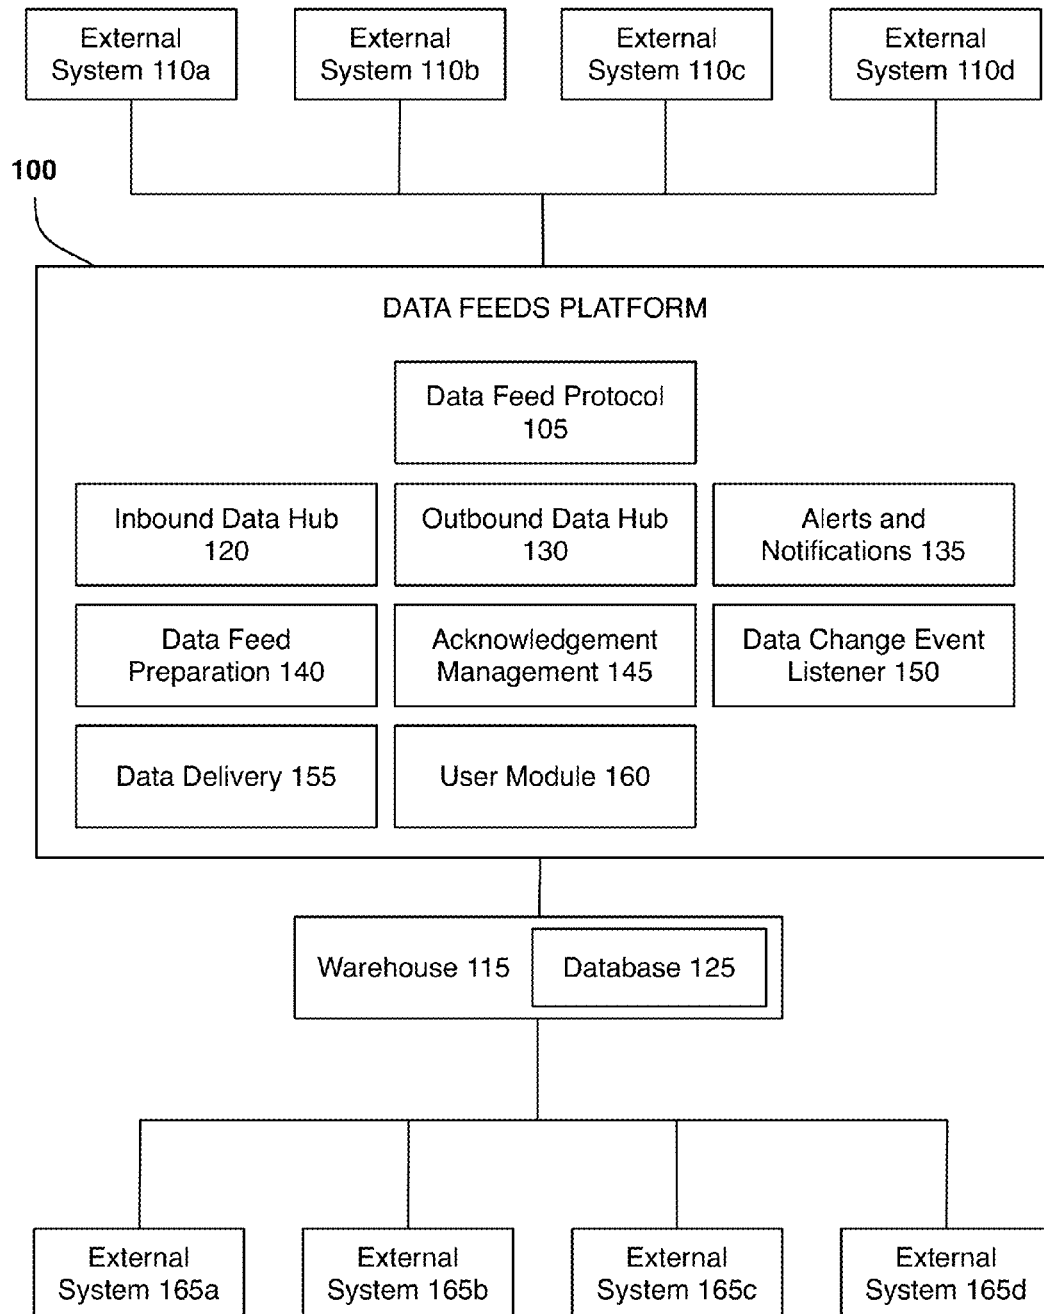 External
System 110a
External
System 110b
External
System 110c
External
System 110d
100
DATA FEEDS PLATFORM
Data Feed Protocol
105
Inbound Data Hub
120
Outbound Data Hub
130
Alerts and
Notifications 135
Data Feed
Preparation 140
Acknowledgement
Management 145
Data Change Event
Listener 150
Data Delivery 155
User Module 160
Warehouse 115
Database 125
External
System 165a
External
System 165b
External
System 165c
External
System 165d